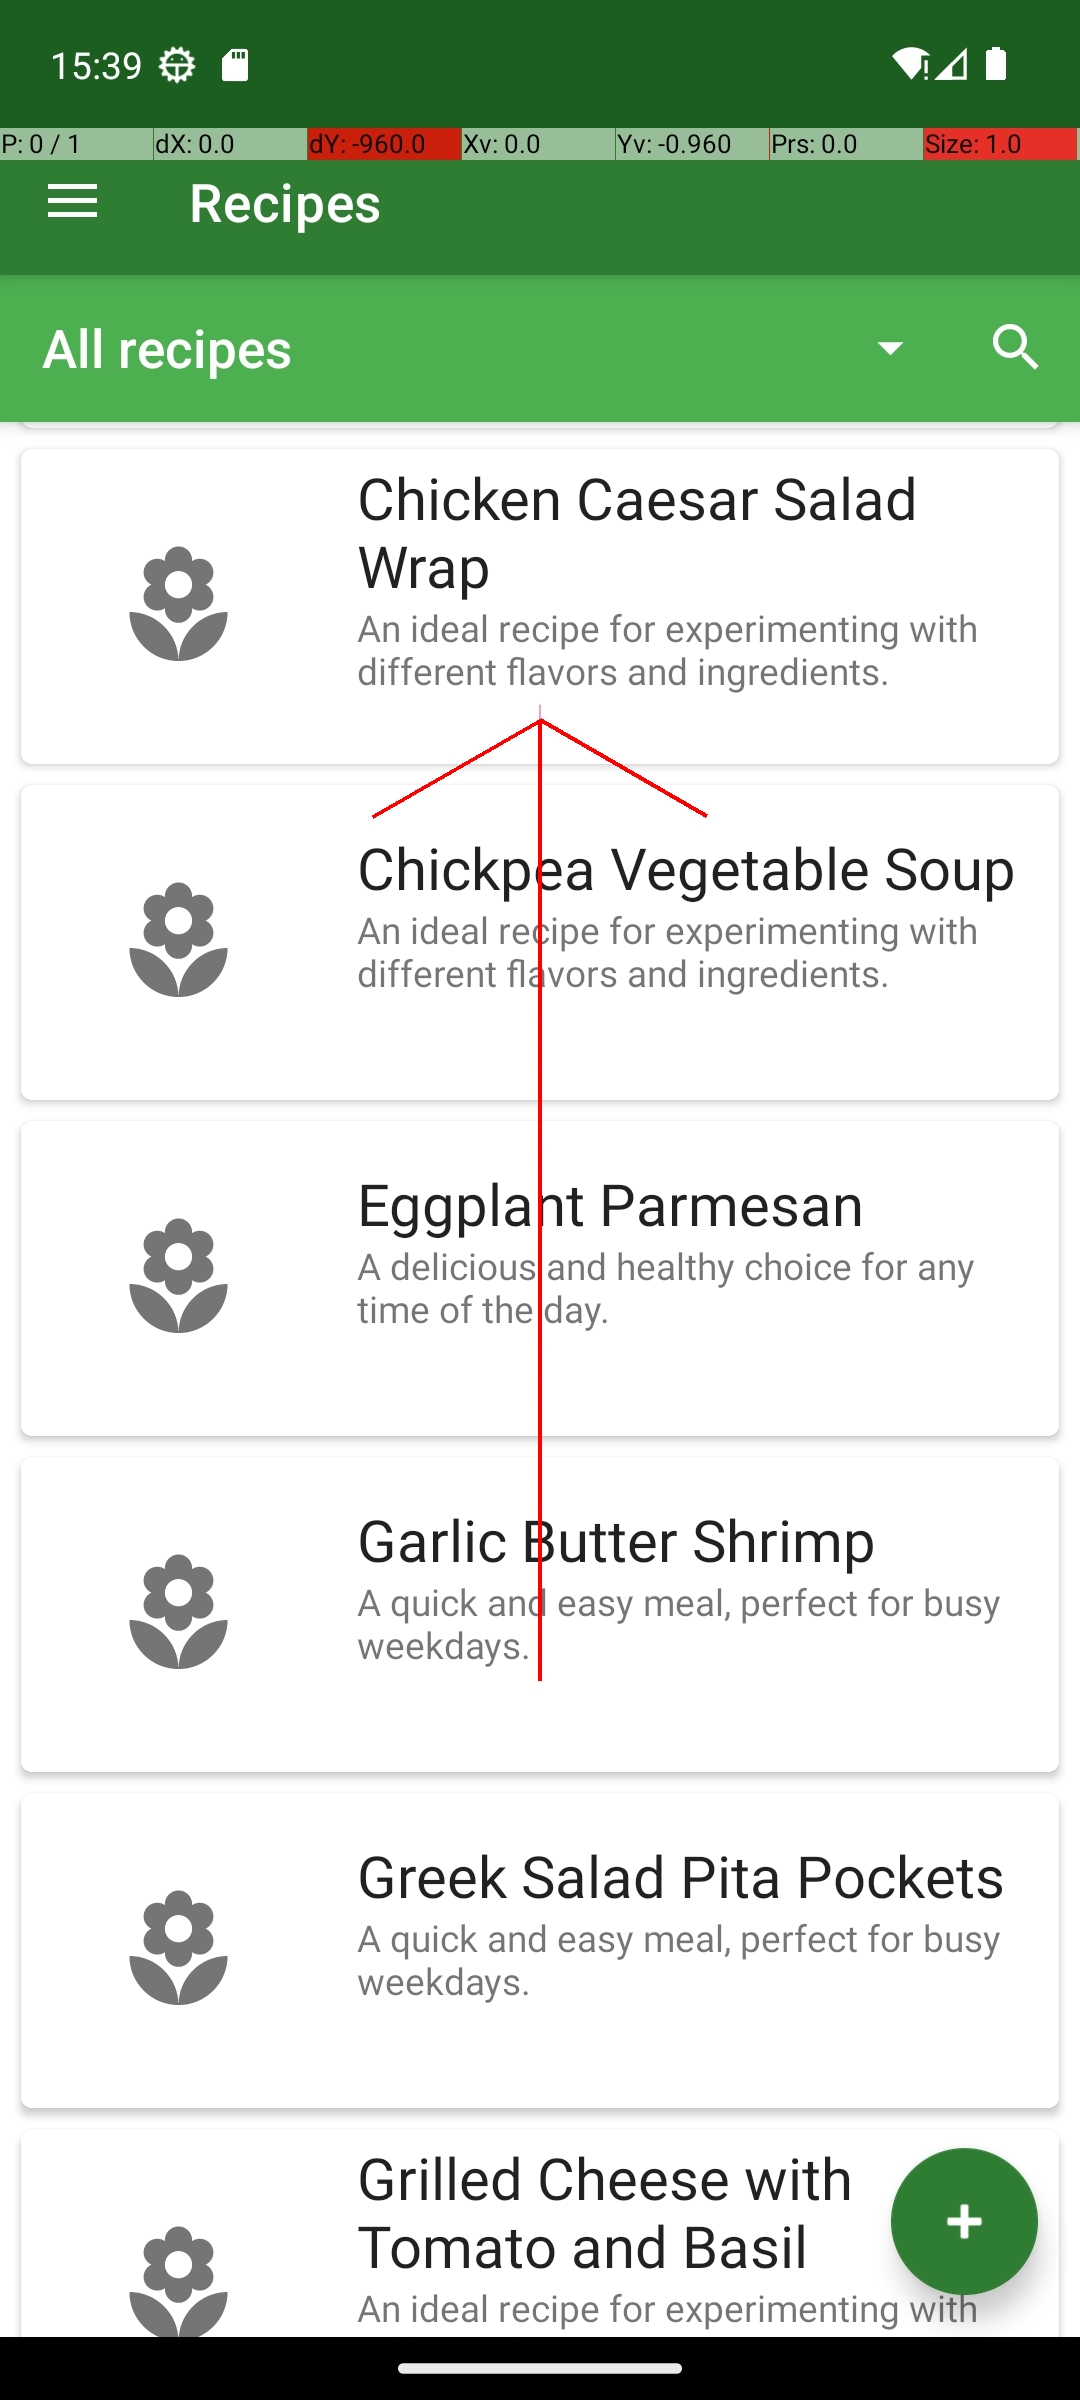 15:39
P: 0 / 1 dX: 0.0 dY: -960.0 Xv: 0.0 Yv: -0.960 Prs: 0.0 Size: 1.0
Recipes
All recipes
Chicken Caesar Salad
Wrap
An ideal recipe for experimenting with
different flavors and ingredients.
Chickpea Vegetable Soup
An ideal recipe for experimenting with
different flavors and ingredients.
Eggplant Parmesan
A delicious and healthy choice for any
time of the day.
Garlic Butter Shrimp
A quick and easy meal, perfect for busy
weekdays.
Greek Salad Pita Pockets
A quick and easy meal, perfect for busy
weekdays.
Grilled Cheese with
Tomato and Basil
An ideal recipe for experimenting with